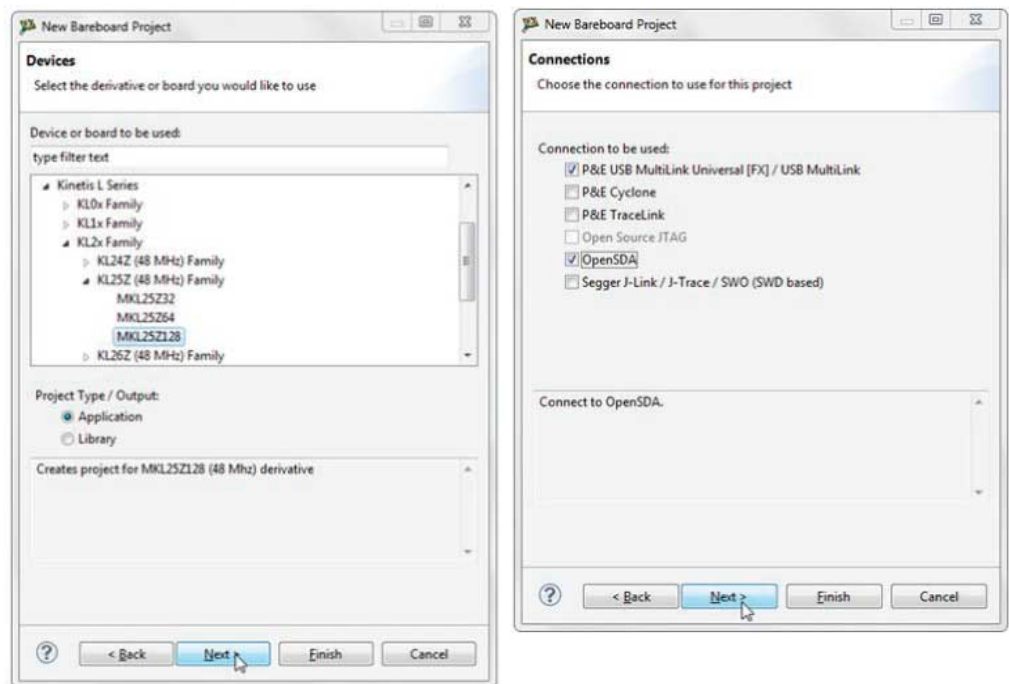 New Bareboard Project
Devices
Select the derivative or board you would like to use
Device or board to be used:
type filter text
Kinetis L Series
KL0x Family
KL1x Family
KL2x Family
KL24Z (48 MHz) Family
KL25Z (48 MHz) Family
MKL25Z32
MKL25Z64
MKL25Z128
KL26Z (48 MHz) Family
Project Type / Output:
Application
Library
Creates project for MKL25Z128 (48 Mhz) derivative
?
< Back
Next >
Finish
Cancel
New Bareboard Project
Connections
Choose the connection to use for this project
Connection to be used:
P&E USB MultiLink Universal [FX] / USB MultiLink
P&E Cyclone
P&E TraceLink
Open Source JTAG
OpenSDA
Segger J-Link / J-Trace / SWO (SWD based)
Connect to OpenSDA.
?
< Back
Next >
Finish
Cancel